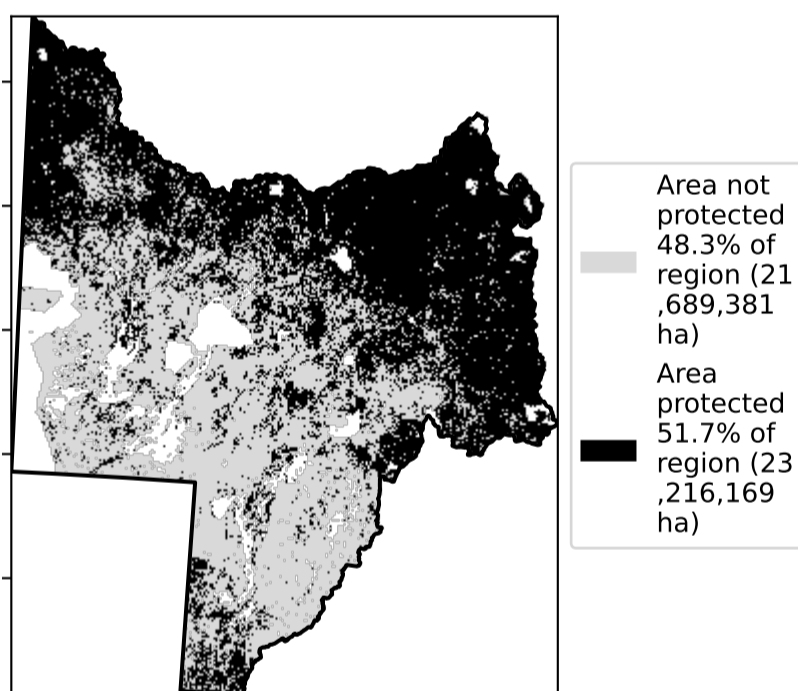 Area not
protected
48.3% of
region (21
,689,381
ha)
Area
protected
51.7% of
region (23
,216,169
ha)